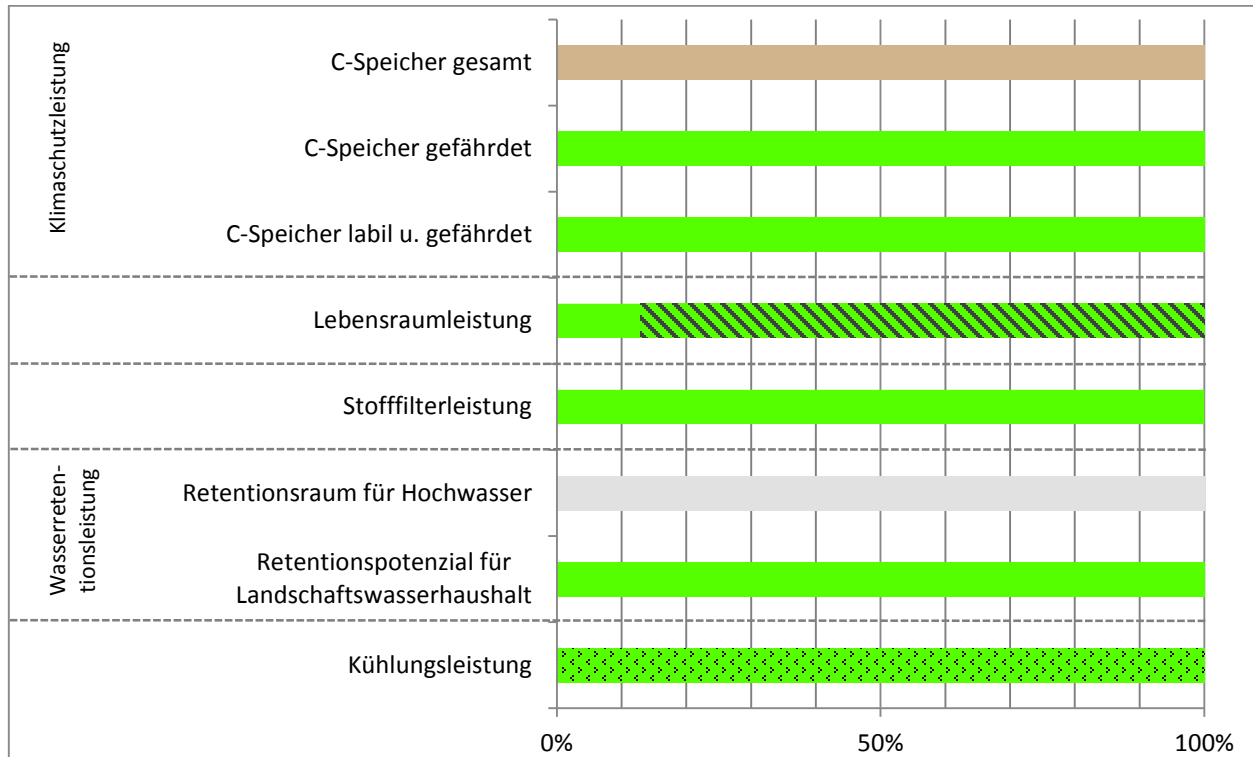 Klimaschutzleistung
C-Speicher gesamt
C-Speicher gefährdet
C-Speicher labil u. gefährdet
Lebensraumleistung
Stofffilterleistung
Wasserreten-
tionsleistung
Retentionsraum für Hochwasser
Retentionspotenzial für
Landschaftswasserhaushalt
Kühlungsleistung
0%
50%
100%